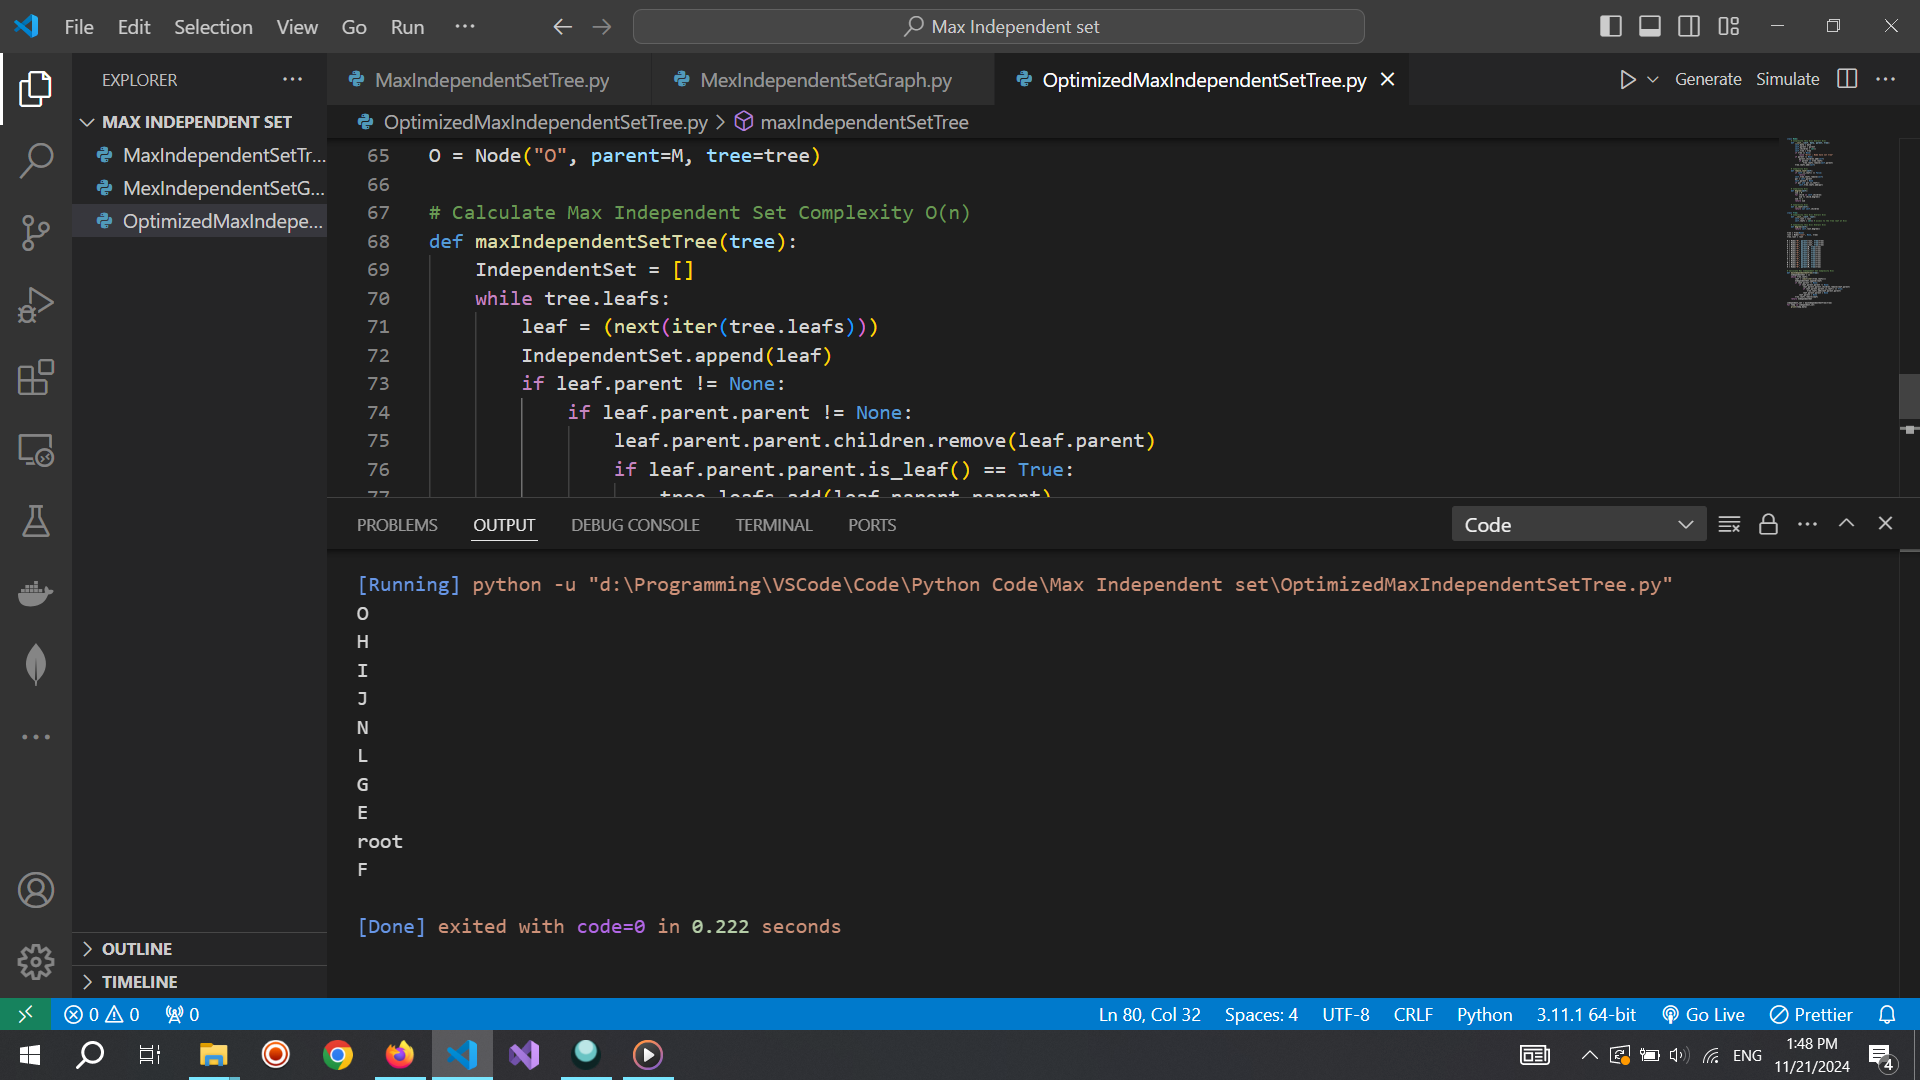 File Edit Selection View Go Run ···
Max Independent set
EXPLORER ···
MAX INDEPENDENT SET
MaxIndependentSetTr...
MexIndependentSetG...
OptimizedMaxIndepe...
OUTLINE
TIMELINE
MaxIndependentSetTree.py MexIndependentSetGraph.py OptimizedMaxIndependentSetTree.py
Generate Simulate
OptimizedMaxIndependentSetTree.py > maxIndependentSetTree
65 O = Node("O", parent=M, tree=tree)
66
67 # Calculate Max Independent Set Complexity O(n)
68 def maxIndependentSetTree(tree):
69 IndependentSet = []
70 while tree.leafs:
71 leaf = (next(iter(tree.leafs)))
72 IndependentSet.append(leaf)
73 if leaf.parent != None:
74 if leaf.parent.parent != None:
75 leaf.parent.parent.children.remove(leaf.parent)
76 if leaf.parent.parent.is_leaf() == True:
77 tree.leafs.add(leaf.parent.parent)
PROBLEMS OUTPUT DEBUG CONSOLE TERMINAL PORTS
Code
[Running] python -u "d:\Programming\VSCode\Code\Python Code\Max Independent set\OptimizedMaxIndependentSetTree.py"
O
H
I
J
N
L
G
E
root
F
[Done] exited with code=0 in 0.222 seconds
0 0 0
Ln 80, Col 32 Spaces: 4 UTF-8 CRLF Python 3.11.1 64-bit Go Live Prettier
ENG
1:48 PM
11/21/2024
4